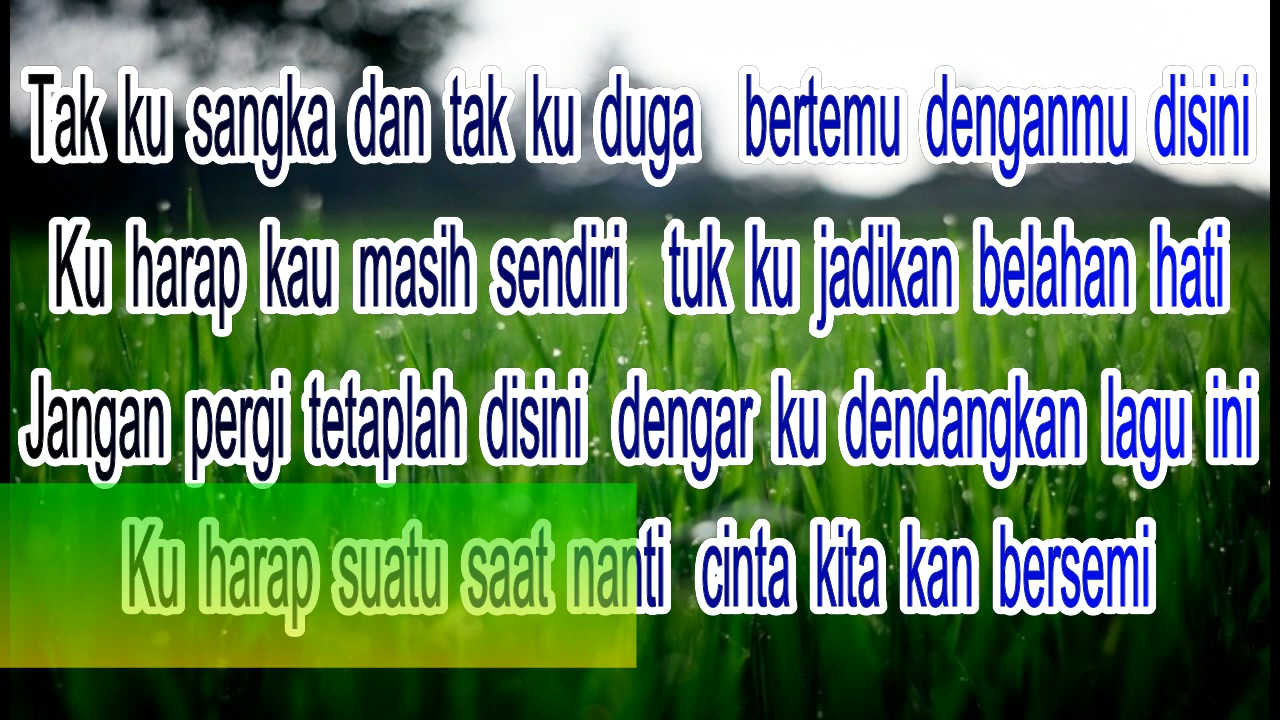 Tak ku sangka dan tak ku duga bertemu denganmu disini
Ku harap kau masih sendiri tuk ku jadikan belahan hati
Jangan pergi tetaplah disini dengar ku dendangkan lagu ini
Ku harap suatu saat nanti cinta kita kan bersemi